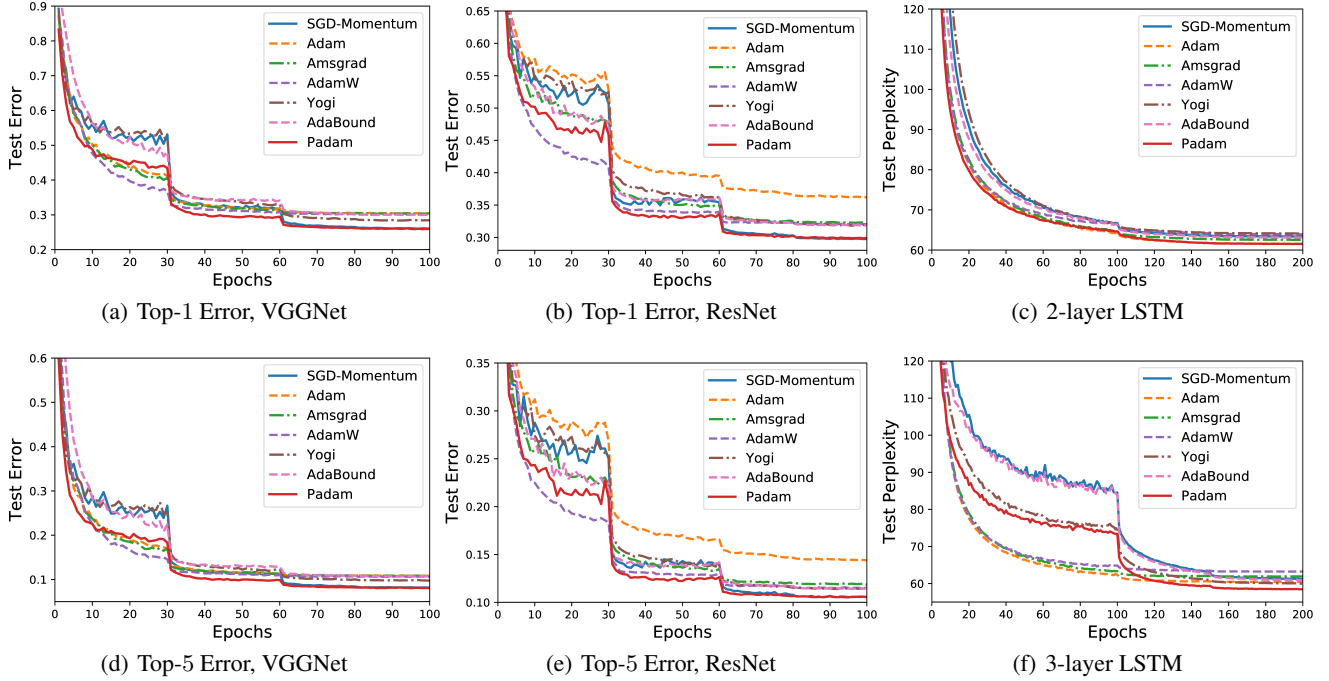 0.9
0.8
0.7
0.6
0.5
0.4
0.3
0.2
Test Error
SGD-Momentum
Adam
Amsgrad
AdamW
Yogi
AdaBound
Padam
0 10 20 30 40 50 60 70 80 90 100
Epochs
(a) Top-1 Error, VGGNet
0.65
0.60
0.55
0.50
0.45
0.40
0.35
0.30
Test Error
SGD-Momentum
Adam
Amsgrad
AdamW
Yogi
AdaBound
Padam
0 10 20 30 40 50 60 70 80 90 100
Epochs
(b) Top-1 Error, ResNet
120
110
100
90
80
70
60
Test Perplexity
SGD-Momentum
Adam
Amsgrad
AdamW
Yogi
AdaBound
Padam
0 20 40 60 80 100 120 140 160 180 200
Epochs
(c) 2-layer LSTM
0.6
0.5
0.4
0.3
0.2
0.1
Test Error
SGD-Momentum
Adam
Amsgrad
AdamW
Yogi
AdaBound
Padam
0 10 20 30 40 50 60 70 80 90 100
Epochs
(d) Top-5 Error, VGGNet
0.35
0.30
0.25
0.20
0.15
0.10
Test Error
SGD-Momentum
Adam
Amsgrad
AdamW
Yogi
AdaBound
Padam
0 10 20 30 40 50 60 70 80 90 100
Epochs
(e) Top-5 Error, ResNet
120
110
100
90
80
70
60
Test Perplexity
SGD-Momentum
Adam
Amsgrad
AdamW
Yogi
AdaBound
Padam
0 20 40 60 80 100 120 140 160 180 200
Epochs
(f) 3-layer LSTM